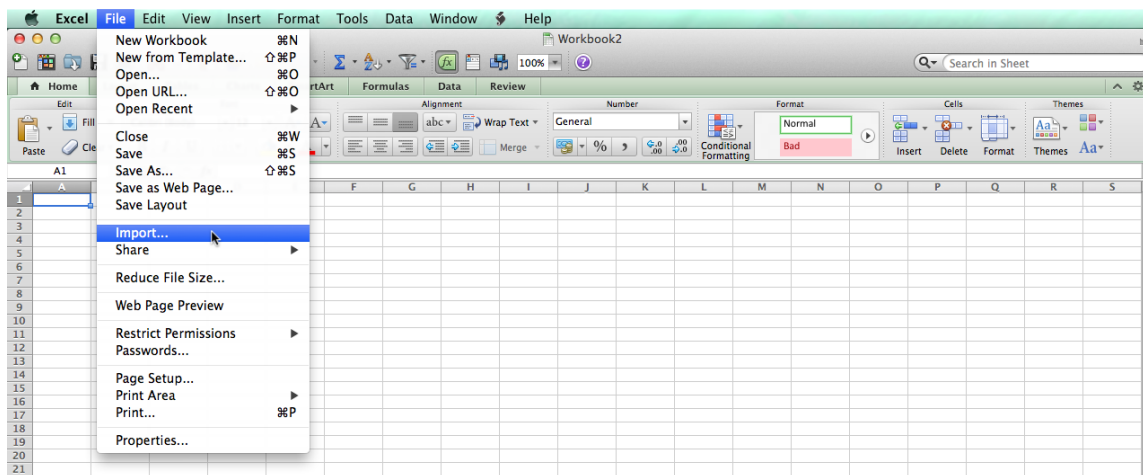 Excel File Edit View Insert Format Tools Data Window Help
Workbook2
100% Search in Sheet
Home rtArt Formulas Data Review
Edit Alignment Number Format Cells Themes
Fill A abc Wrap Text General Normal
Paste Cle Merge % Conditional Formatting Bad Insert Delete Format Themes Aa
A1
A F G H I J K L M N O P Q R S
New Workbook ⌘N
New from Template... ⇧⌘P
Open... ⌘O
Open URL... ⇧⌘O
Open Recent ▶
Close ⌘W
Save ⌘S
Save As... ⇧⌘S
Save as Web Page...
Save Layout
Import...
Share ▶
Reduce File Size...
Web Page Preview
Restrict Permissions ▶
Passwords...
Page Setup...
Print Area ▶
Print... ⌘P
Properties...
1
2
3
4
5
6
7
8
9
10
11
12
13
14
15
16
17
18
19
20
21